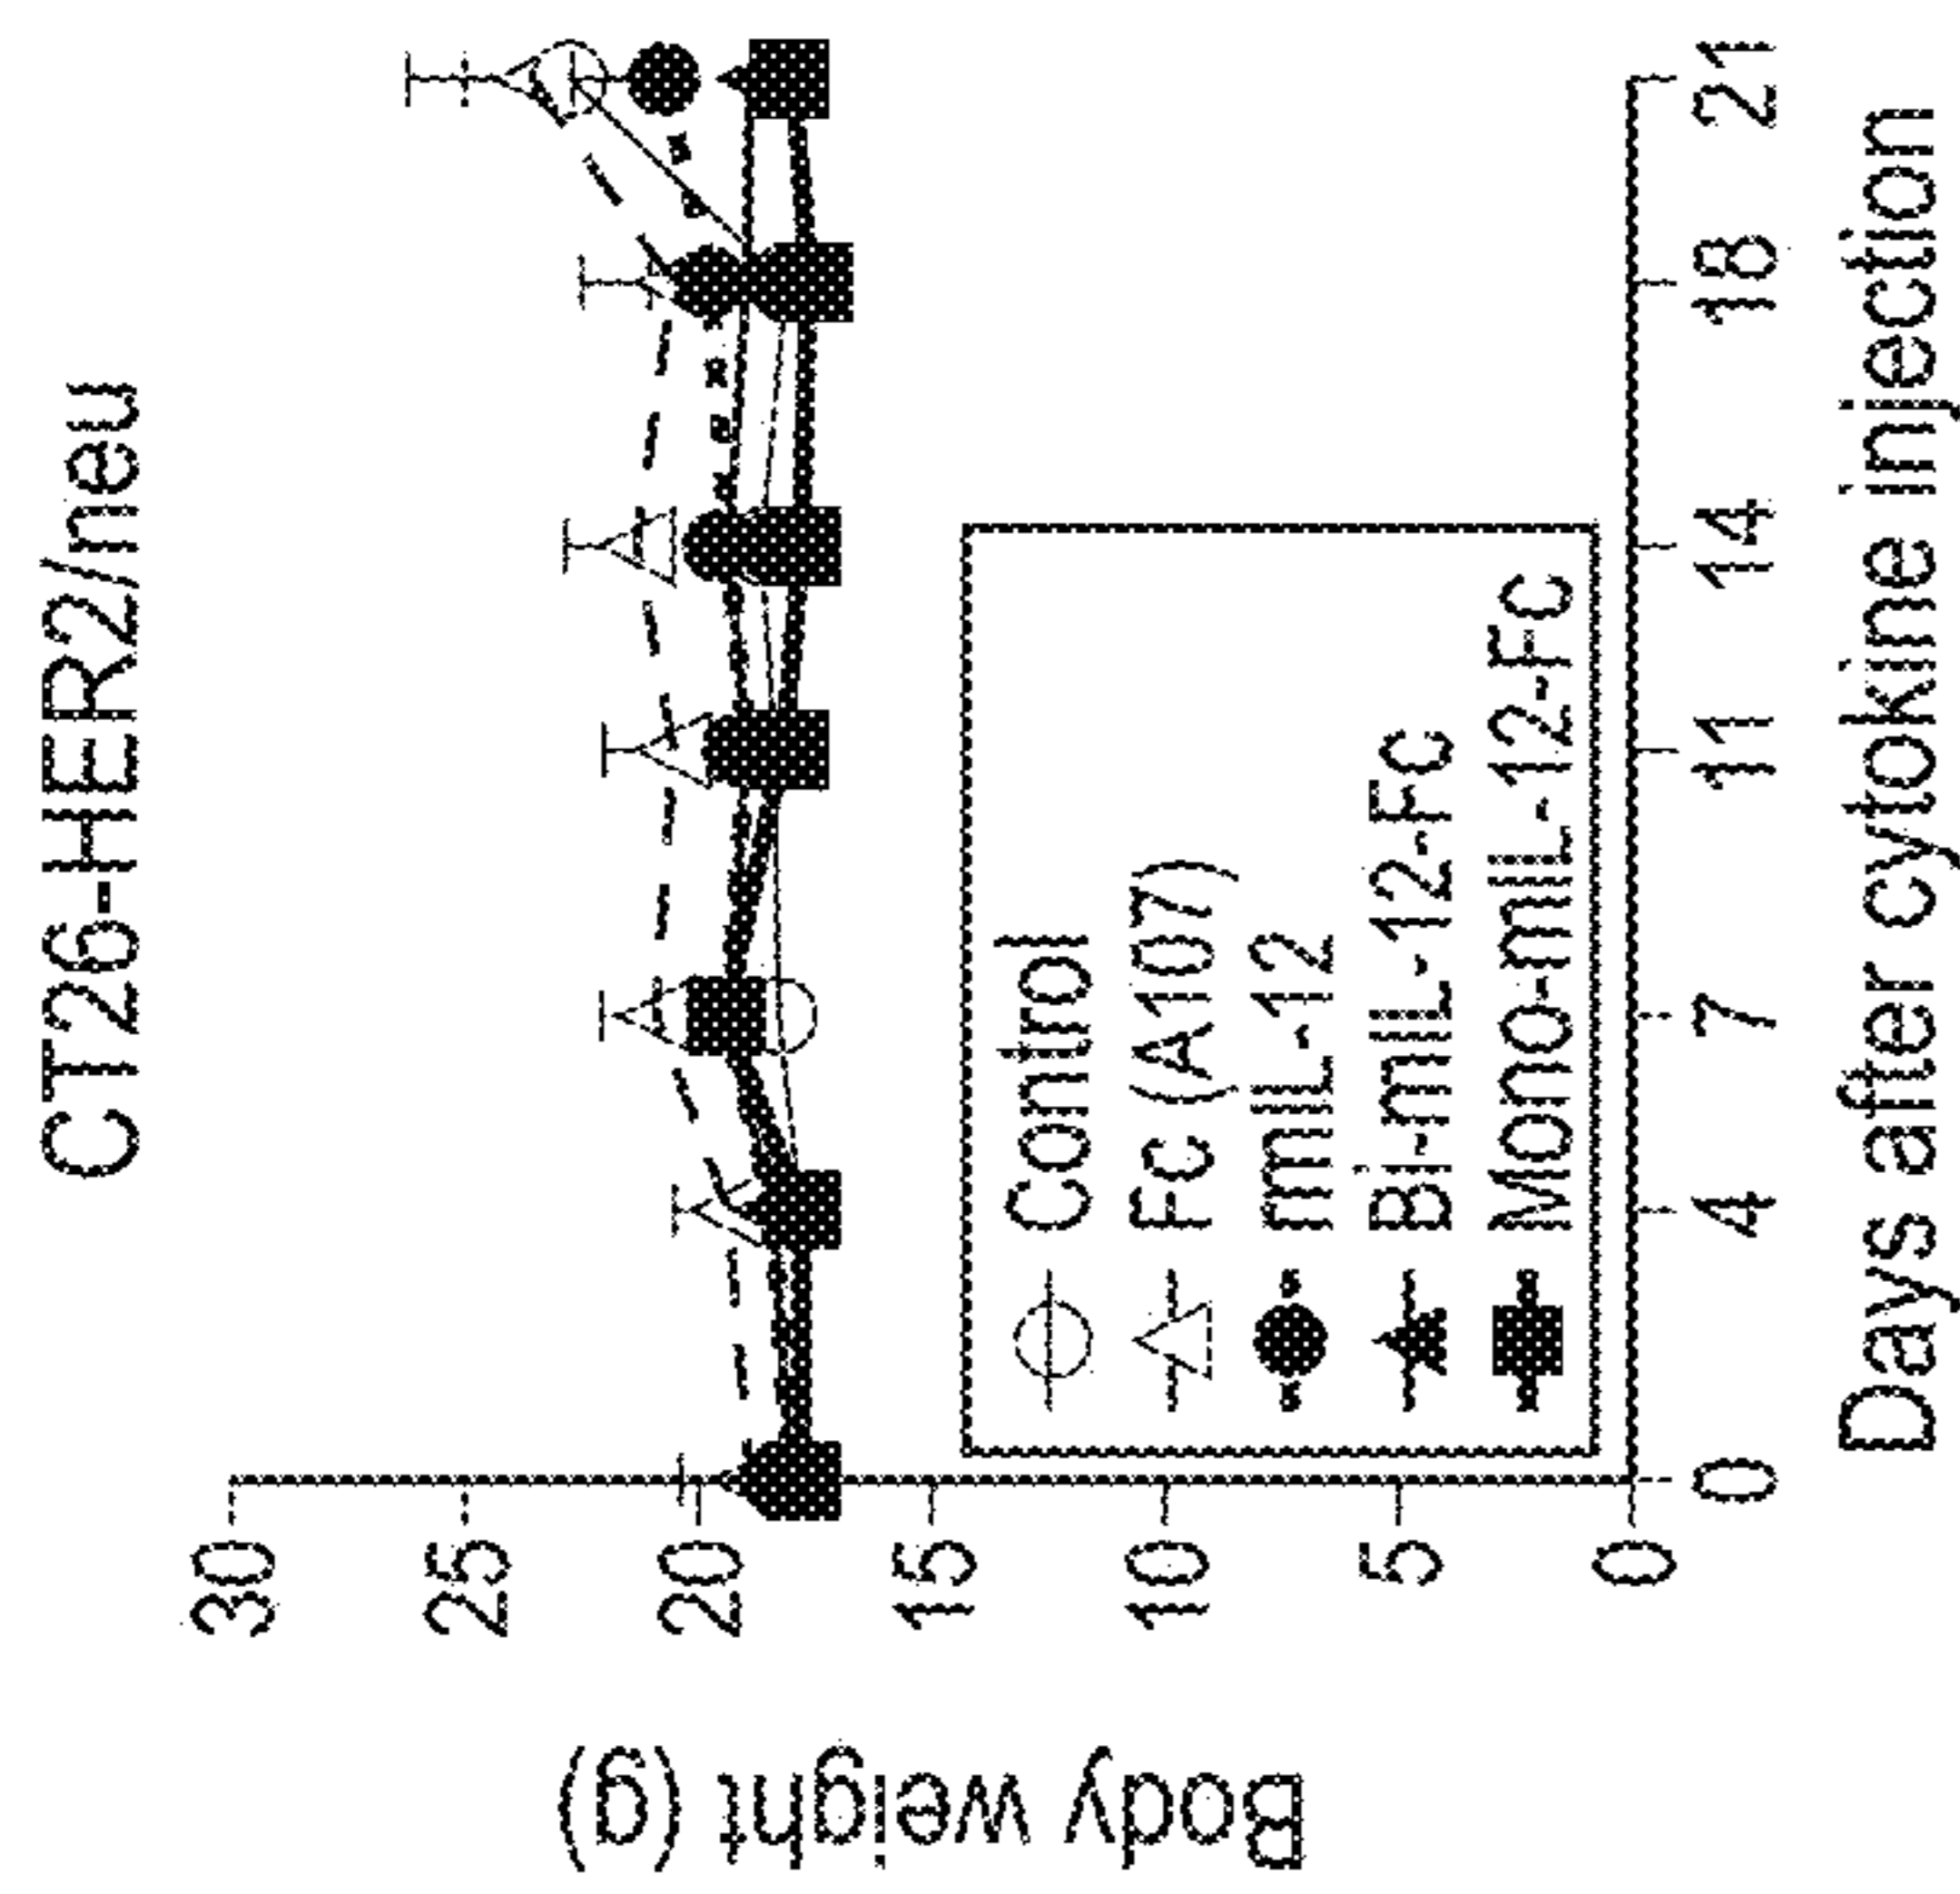 CT26-HER2/neu
Body weight (g)
30
25
20
15
10
5
0
Control
Fc (A107)
mIL-12
Bi-mIL-12-Fc
Mono-mIL-12-Fc
0 4 7 11 14 18 21
Days after cytokine injection